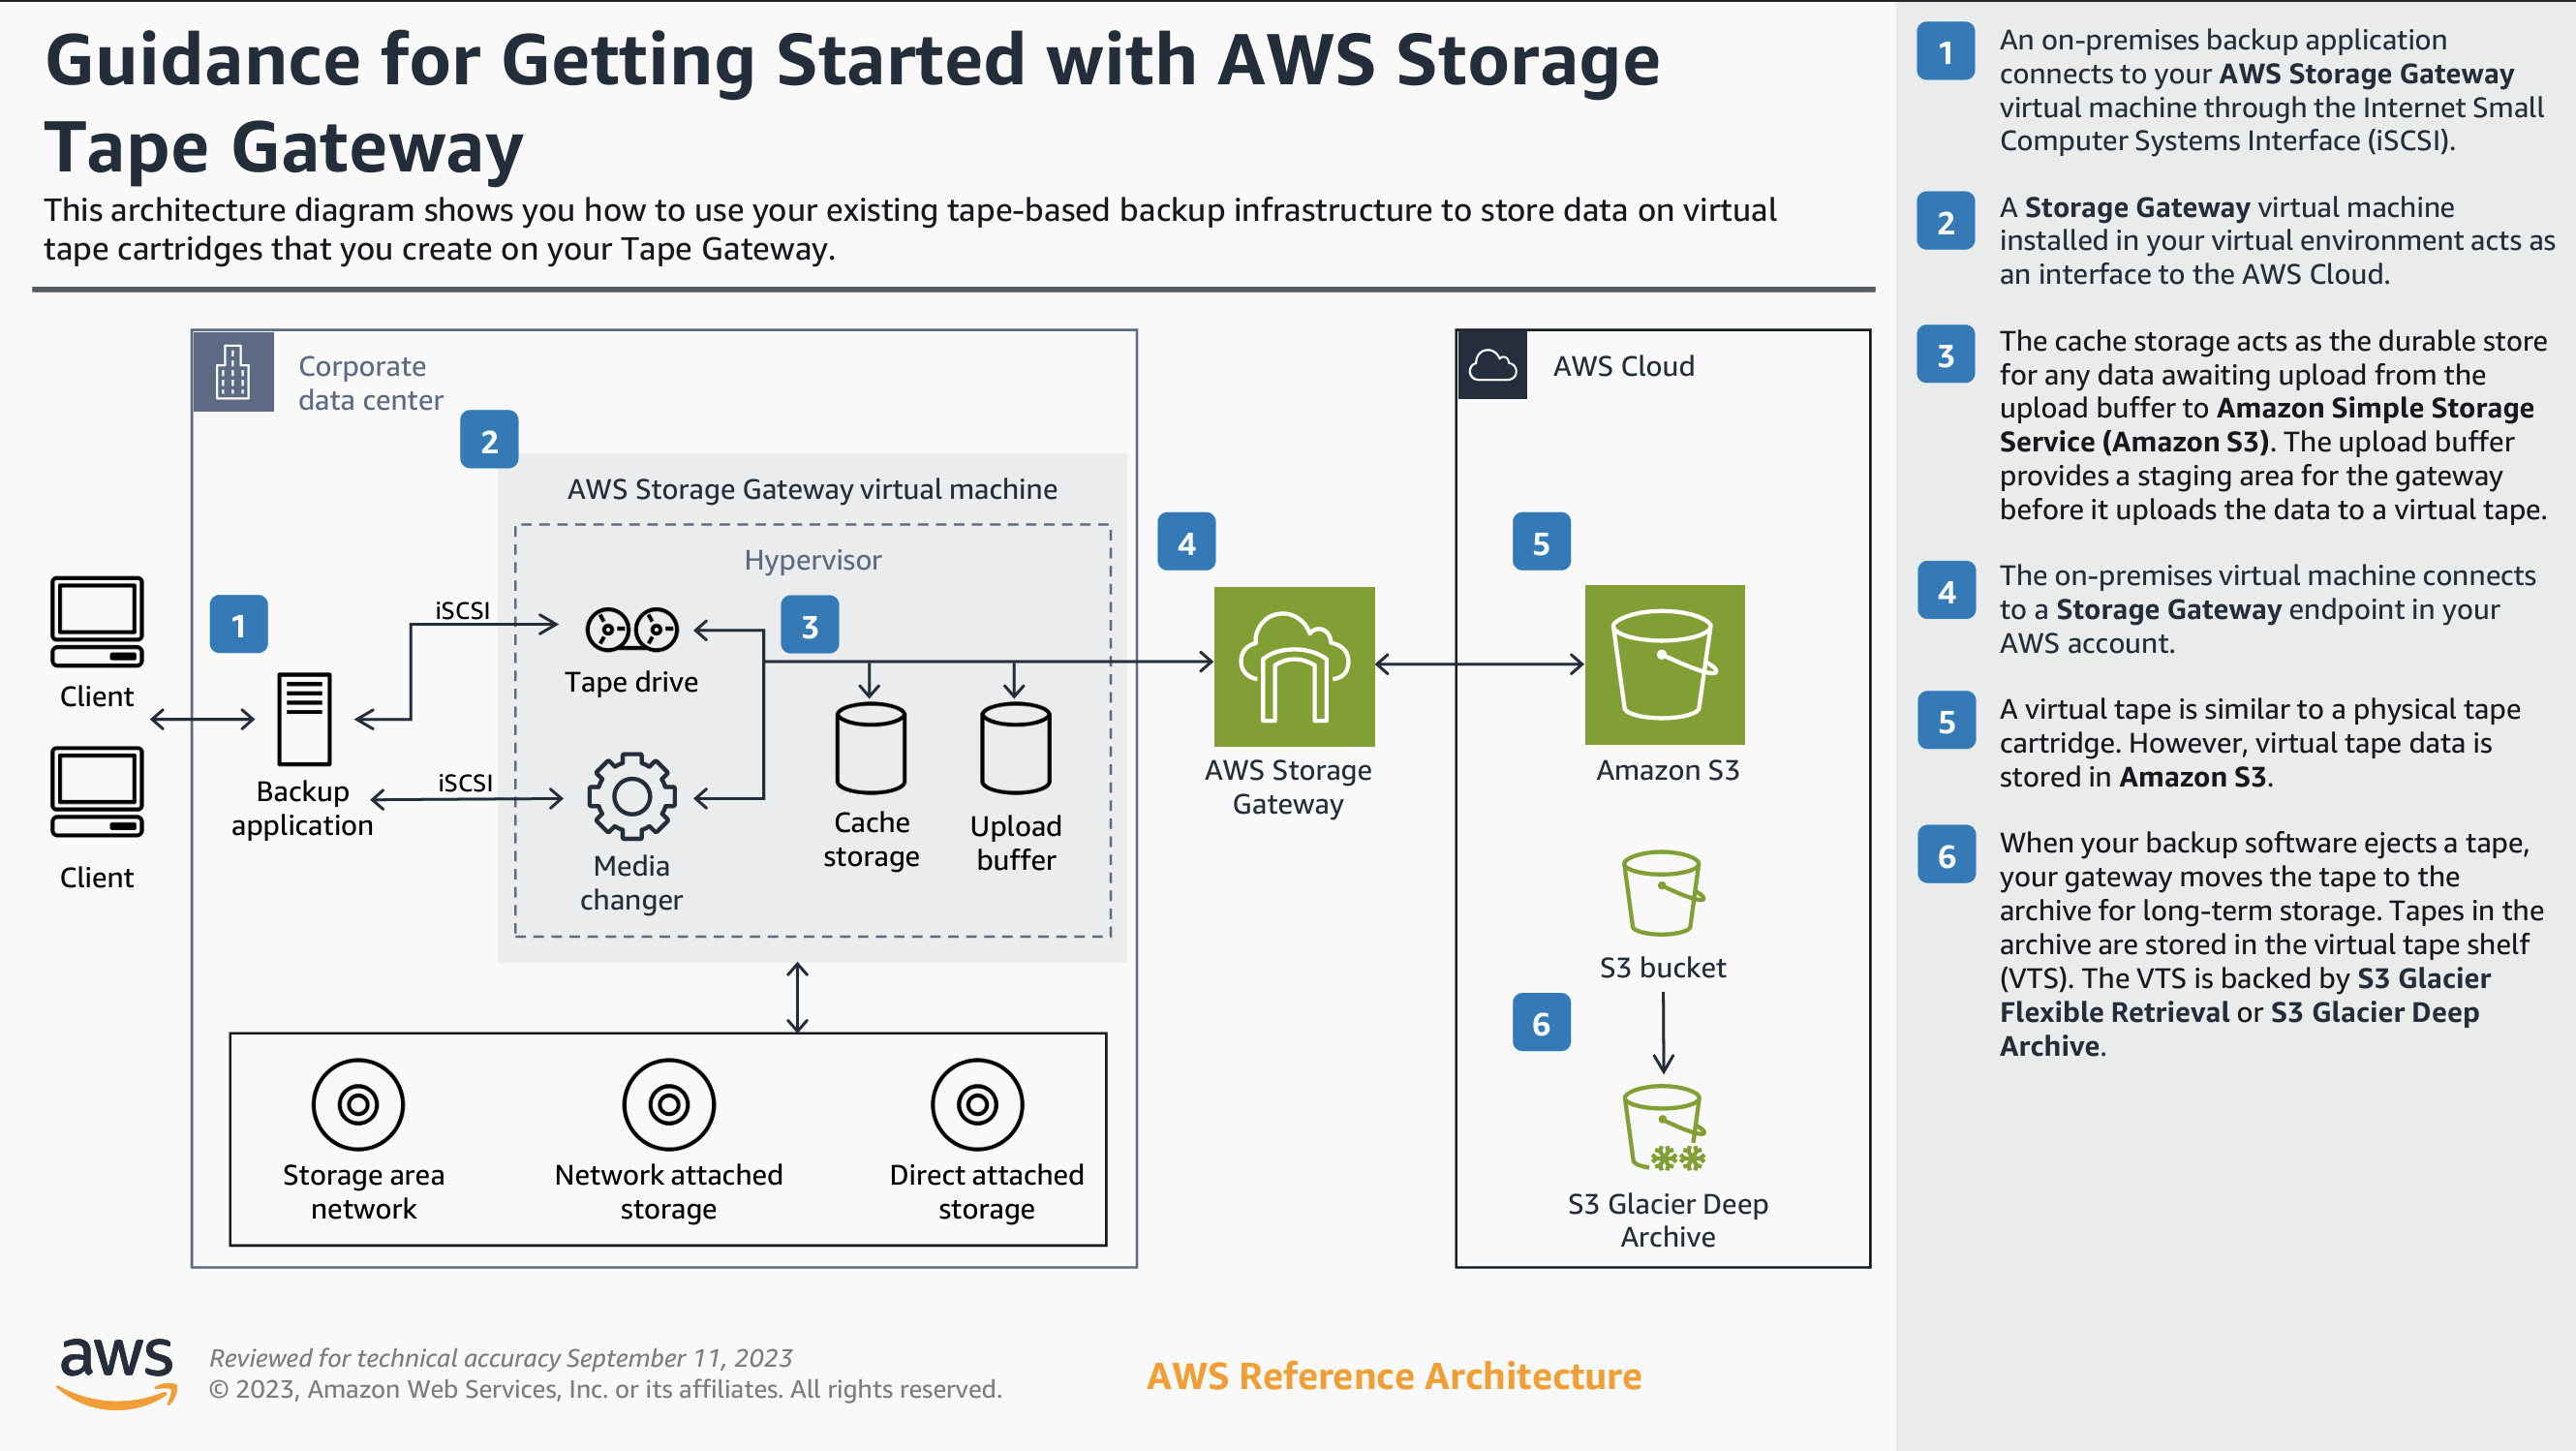 Guidance for Getting Started with AWS Storage
Tape Gateway
This architecture diagram shows you how to use your existing tape-based backup infrastructure to store data on virtual
tape cartridges that you create on your Tape Gateway.
Corporate
data center
2
AWS Storage Gateway virtual machine
Hypervisor
1
iSCSI
3
Tape drive
Client
Client
Backup
application
iSCSI
Media
changer
Cache
storage
Upload
buffer
Storage area
network
Network attached
storage
Direct attached
storage
4
AWS Storage
Gateway
AWS Cloud
5
Amazon S3
S3 bucket
6
S3 Glacier Deep
Archive
aws
Reviewed for technical accuracy September 11, 2023
© 2023, Amazon Web Services, Inc. or its affiliates. All rights reserved.
AWS Reference Architecture
1
An on-premises backup application
connects to your AWS Storage Gateway
virtual machine through the Internet Small
Computer Systems Interface (iSCSI).
2
A Storage Gateway virtual machine
installed in your virtual environment acts as
an interface to the AWS Cloud.
3
The cache storage acts as the durable store
for any data awaiting upload from the
upload buffer to Amazon Simple Storage
Service (Amazon S3). The upload buffer
provides a staging area for the gateway
before it uploads the data to a virtual tape.
4
The on-premises virtual machine connects
to a Storage Gateway endpoint in your
AWS account.
5
A virtual tape is similar to a physical tape
cartridge. However, virtual tape data is
stored in Amazon S3.
6
When your backup software ejects a tape,
your gateway moves the tape to the
archive for long-term storage. Tapes in the
archive are stored in the virtual tape shelf
(VTS). The VTS is backed by S3 Glacier
Flexible Retrieval or S3 Glacier Deep
Archive.